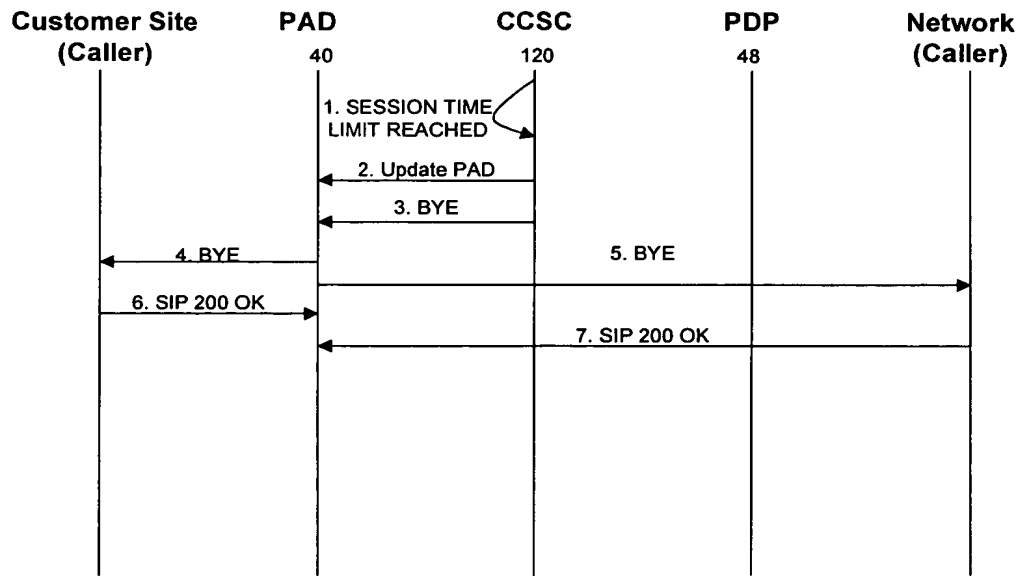 Customer Site
(Caller)
PAD
40
CCSC
120
PDP
48
Network
(Caller)
1. SESSION TIME
LIMIT REACHED
2. Update PAD
3. BYE
4. BYE
5. BYE
6. SIP 200 OK
7. SIP 200 OK